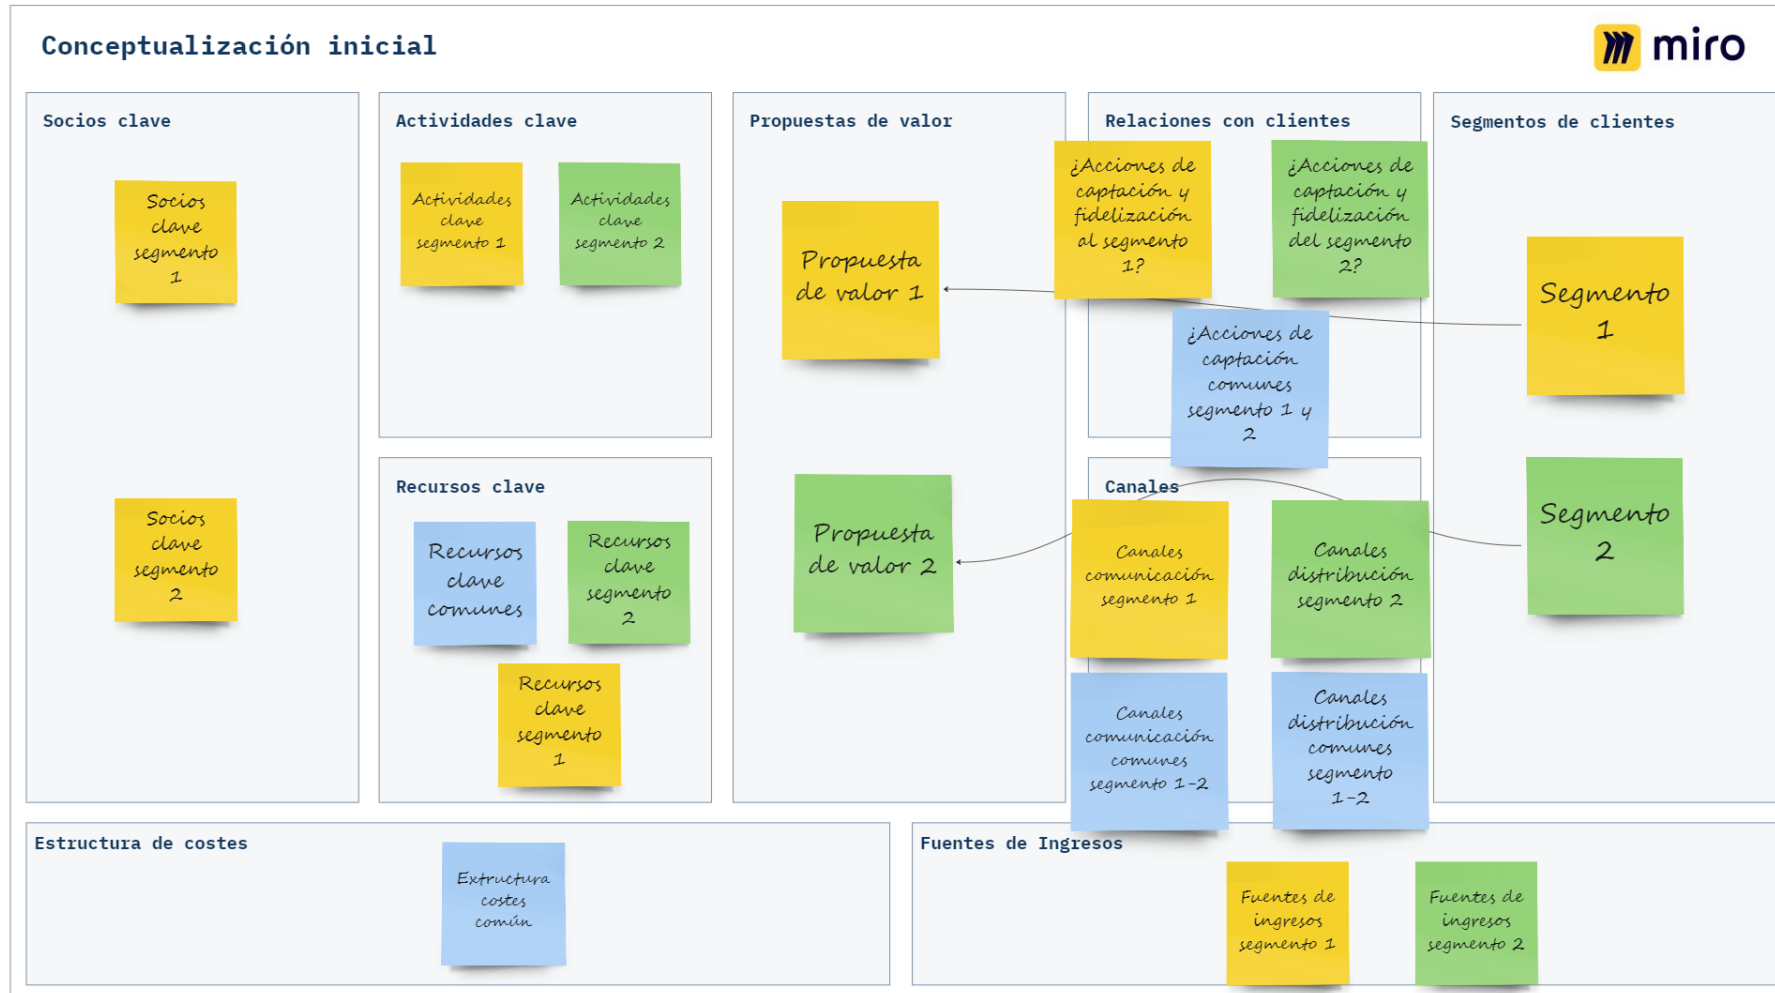 Conceptualización inicial
miro
Socios clave
Socios
clave
segmento
1
Socios
clave
segmento
2
Actividades clave
Actividades
clave
segmento 1
Actividades
clave
segmento 2
Recursos clave
Recursos
clave
comunes
Recursos
clave
segmento
2
Recursos
clave
segmento
1
Propuestas de valor
Propuesta
de valor 1
Propuesta
de valor 2
Relaciones con clientes
¿Acciones de
captación y
fidelización
al segmento
1?
¿Acciones de
captación y
fidelización
del segmento
2?
¿Acciones de
captación
comunes
segmento 1 y
2
Canales
Canales
comunicación
segmento 1
Canales
distribución
segmento 2
Canales
comunicación
comunes
segmento 1-2
Canales
distribución
comunes
segmento
1-2
Segmentos de clientes
Segmento
1
Segmento
2
Estructura de costes
Extructura
costes
común
Fuentes de Ingresos
Fuentes de
ingresos
segmento 1
Fuentes de
ingresos
segmento 2